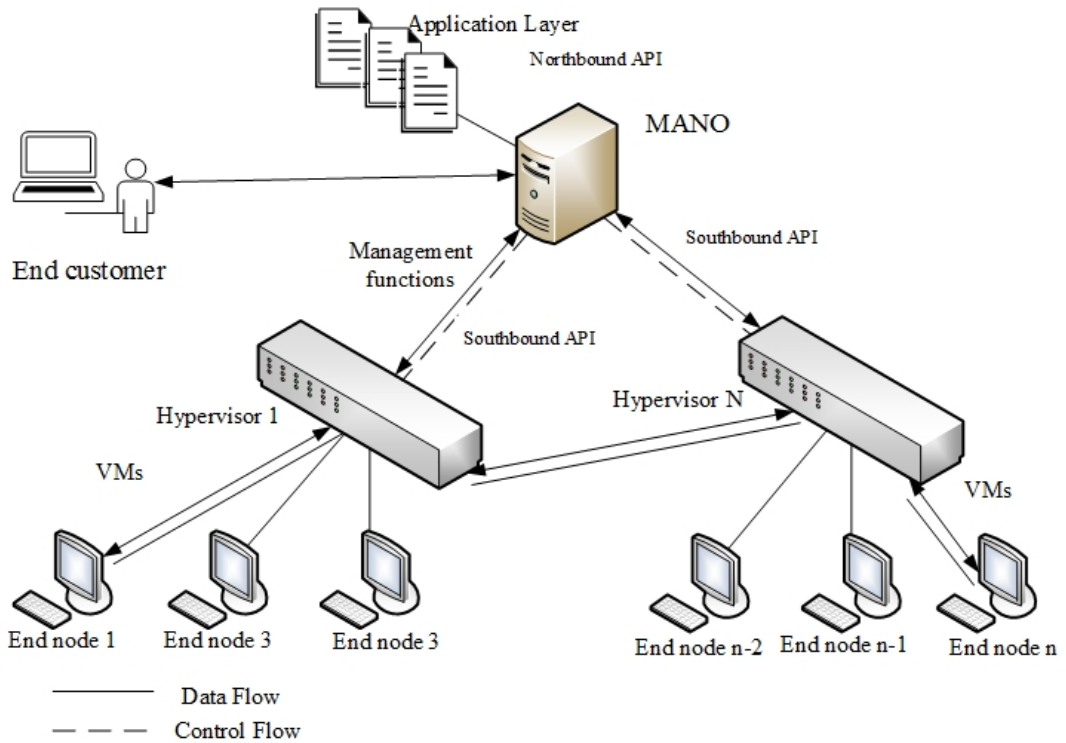 Application Layer
Northbound API
MANO
End customer
Management
functions
Southbound API
Southbound API
Hypervisor 1
Hypervisor N
VMs
VMs
End node 1
End node 3
End node 3
End node n-2
End node n-1
End node n
Data Flow
Control Flow